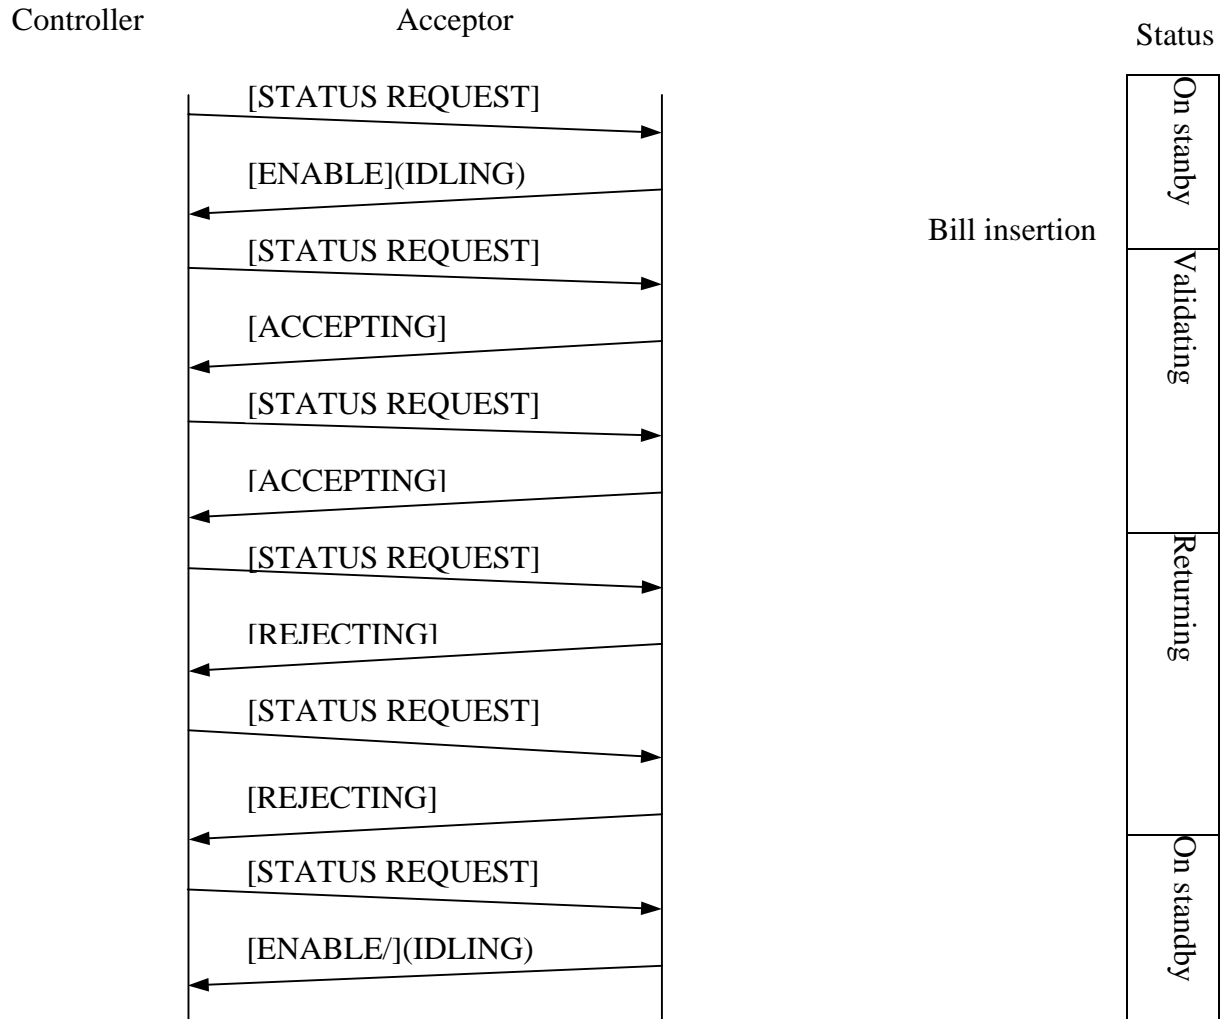 Controller
Acceptor
Status
[STATUS REQUEST]
On stanby
[ENABLE](IDLING)
Bill insertion
[STATUS REQUEST]
Validating
[ACCEPTING]
[STATUS REQUEST]
[ACCEPTING]
[STATUS REQUEST]
Returning
[REJECTING]
[STATUS REQUEST]
[REJECTING]
[STATUS REQUEST]
On standby
[ENABLE/](IDLING)